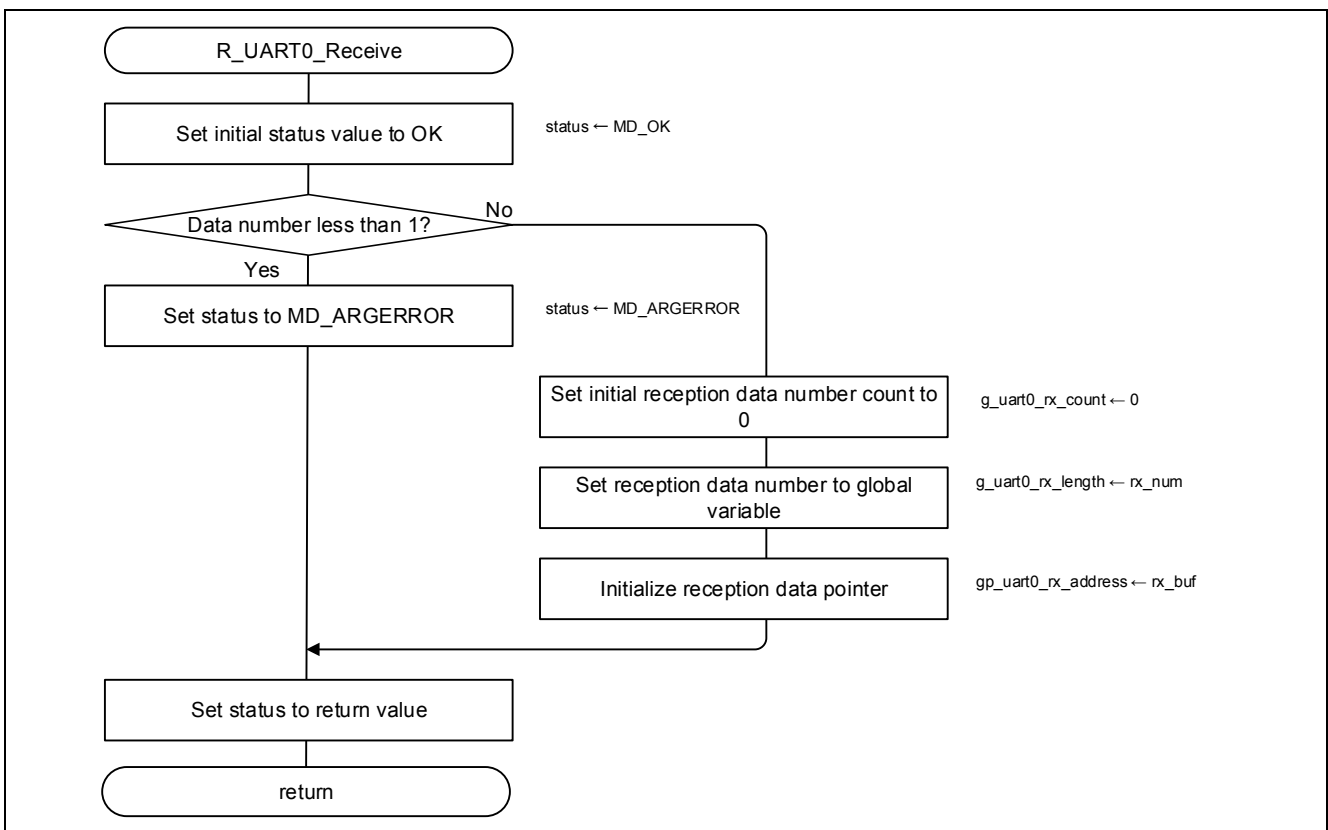 R_UART0_Receive
Set initial status value to OK
status ← MD_OK
Data number less than 1?
No
Yes
Set status to MD_ARGERROR
status ← MD_ARGERROR
Set initial reception data number count to
0
g_uart0_rx_count ← 0
Set reception data number to global
variable
g_uart0_rx_length ← rx_num
Initialize reception data pointer
gp_uart0_rx_address ← rx_buf
Set status to return value
return